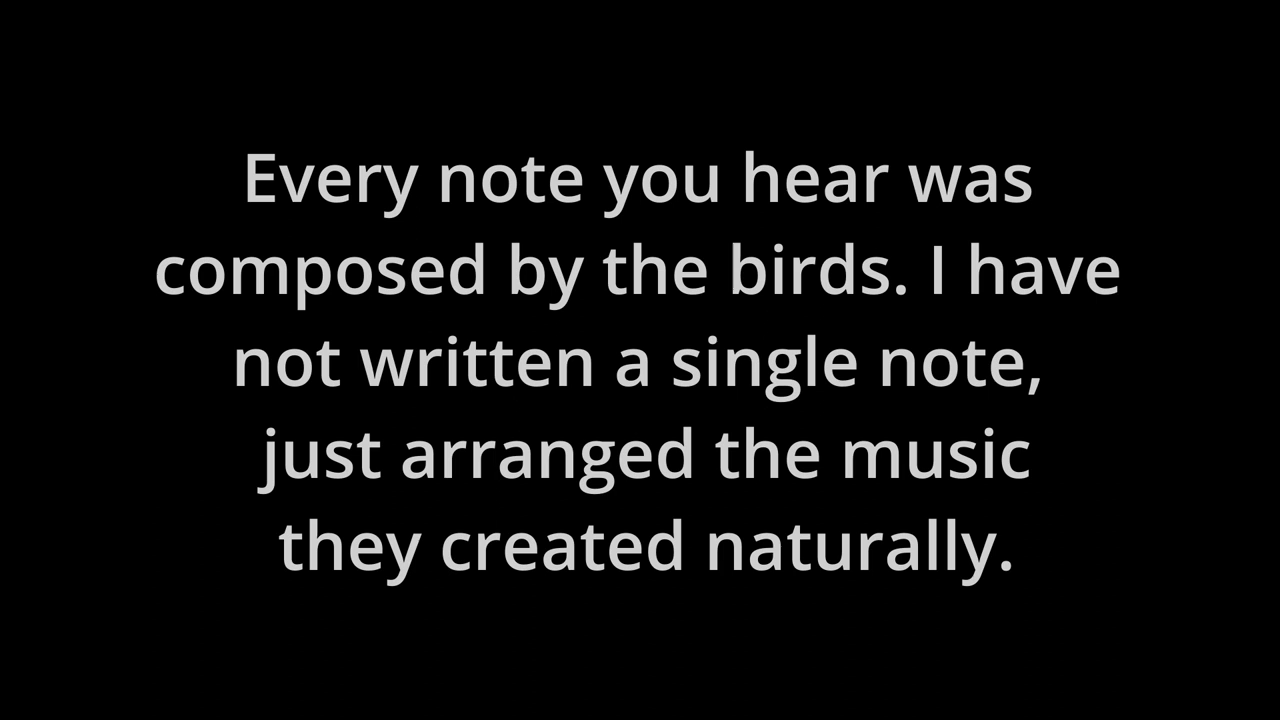 Every note you hear was
composed by the birds. I have
not written a single note,
just arranged the music
they created naturally.